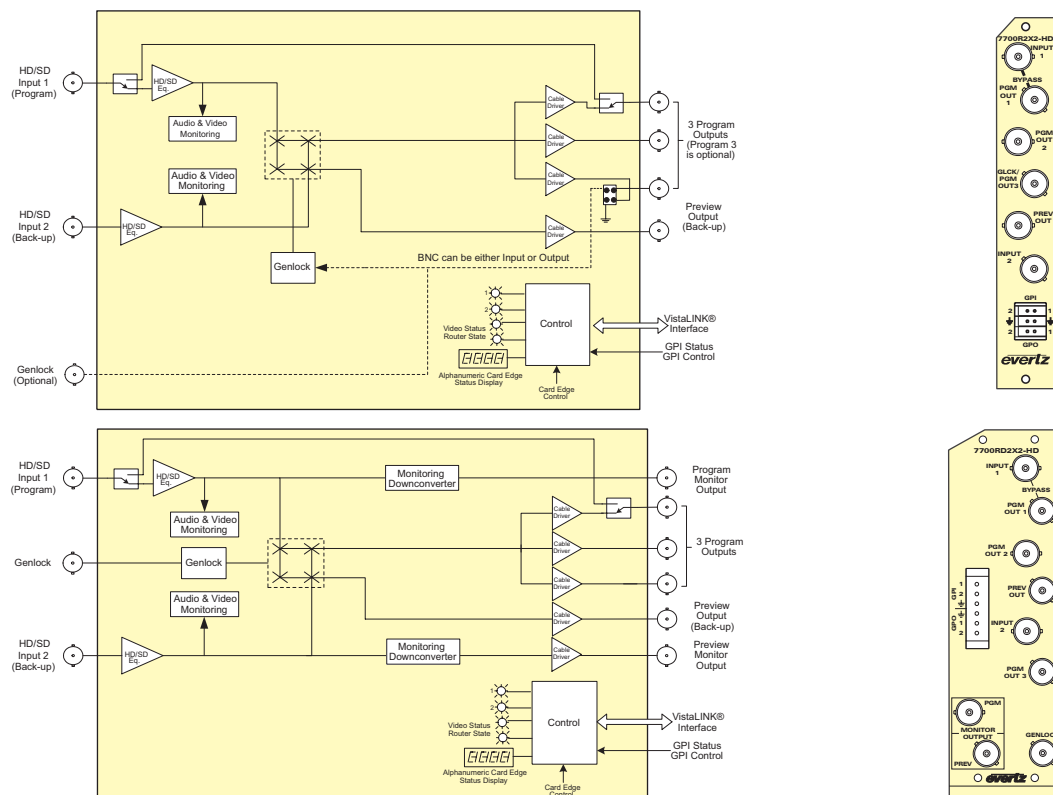 HD/SD
Input 1
(Program)
HD/SD
Eq.
Audio & Video
Monitoring
Audio & Video
Monitoring
HD/SD
Input 2
(Back-up)
HD/SD
Eq.
Genlock
BNC can be either Input or Output
Cable
Driver
Cable
Driver
Cable
Driver
Cable
Driver
3 Program
Outputs
(Program 3
is optional)
Preview
Output
(Back-up)
1
2
Video Status
Router State
Alphanumeric Card Edge
Status Display
Control
Card Edge
Control
VistaLINK®
Interface
GPI Status
GPI Control
Genlock
(Optional)
7700R2X2-HD
INPUT
1
BYPASS
PGM
OUT
1
PGM
OUT
2
GLCK/
PGM
OUT3
PREV
OUT
INPUT
2
GPI
2 1
2 1
GPO
evertz
HD/SD
Input 1
(Program)
HD/SD
Eq.
Audio & Video
Monitoring
Genlock
Genlock
Audio & Video
Monitoring
HD/SD
Input 2
(Back-up)
HD/SD
Eq.
Monitoring
Downconverter
Monitoring
Downconverter
Cable
Driver
Cable
Driver
Cable
Driver
Cable
Driver
Cable
Driver
Program
Monitor
Output
3 Program
Outputs
Preview
Output
(Back-up)
Preview
Monitor
Output
1
2
Video Status
Router State
Alphanumeric Card Edge
Status Display
Control
Card Edge
Control
VistaLINK®
Interface
GPI Status
GPI Control
7700RD2X2-HD
INPUT
1
BYPASS
PGM
OUT 1
PGM
OUT 2
GPI
1
2
GPO
1
2
PREV
OUT
INPUT
2
PGM
OUT 3
PGM
MONITOR
OUTPUT
PREV
GENLOC
evertz